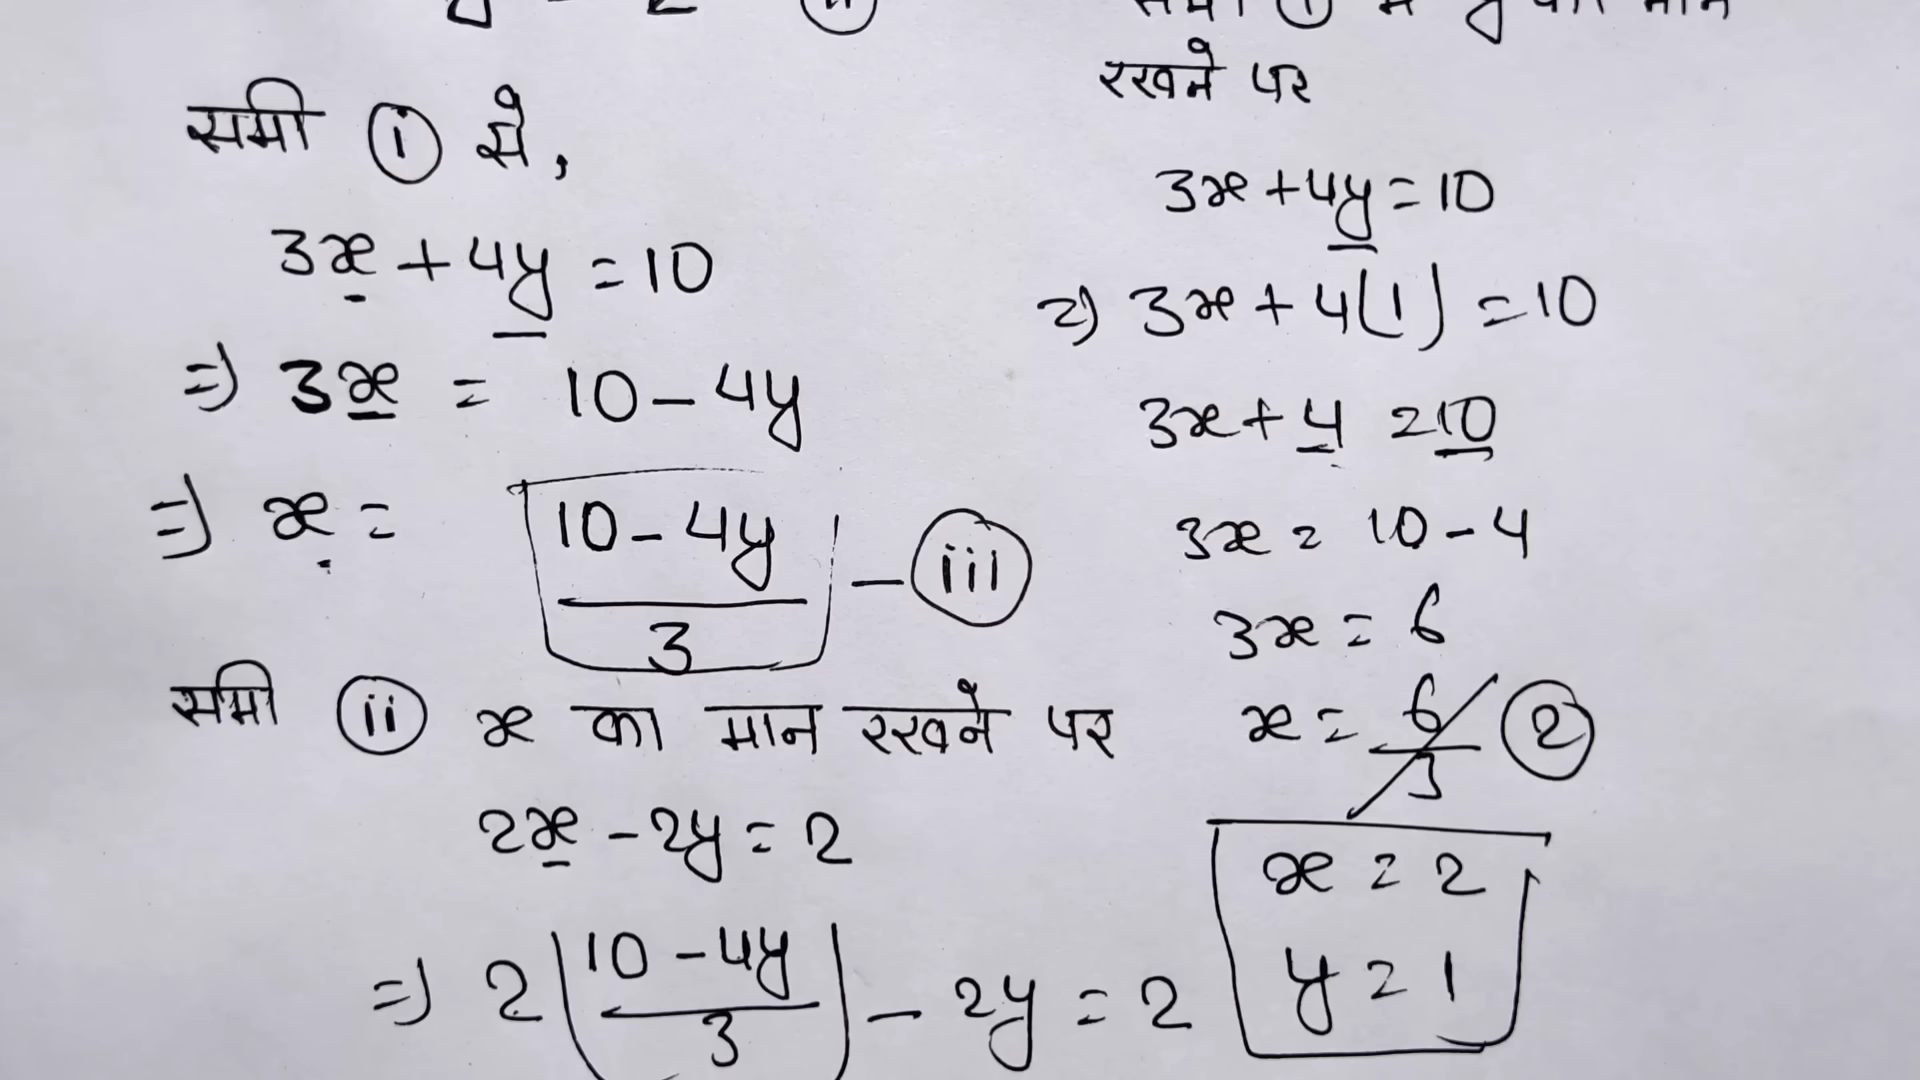 समी (i) से,
3x + 4y = 10
=> 3x = 10 - 4y
=> x = (10 - 4y)/3 - (iii)
समी (ii) x का मान रखने पर
2x - 2y = 2
=> 2((10 - 4y)/3) - 2y = 2
रखने पर
3x + 4y = 10
=> 3x + 4(1) = 10
3x + 4 = 10
3x = 10 - 4
3x = 6
x = 6/3 (2)
x = 2
y = 1